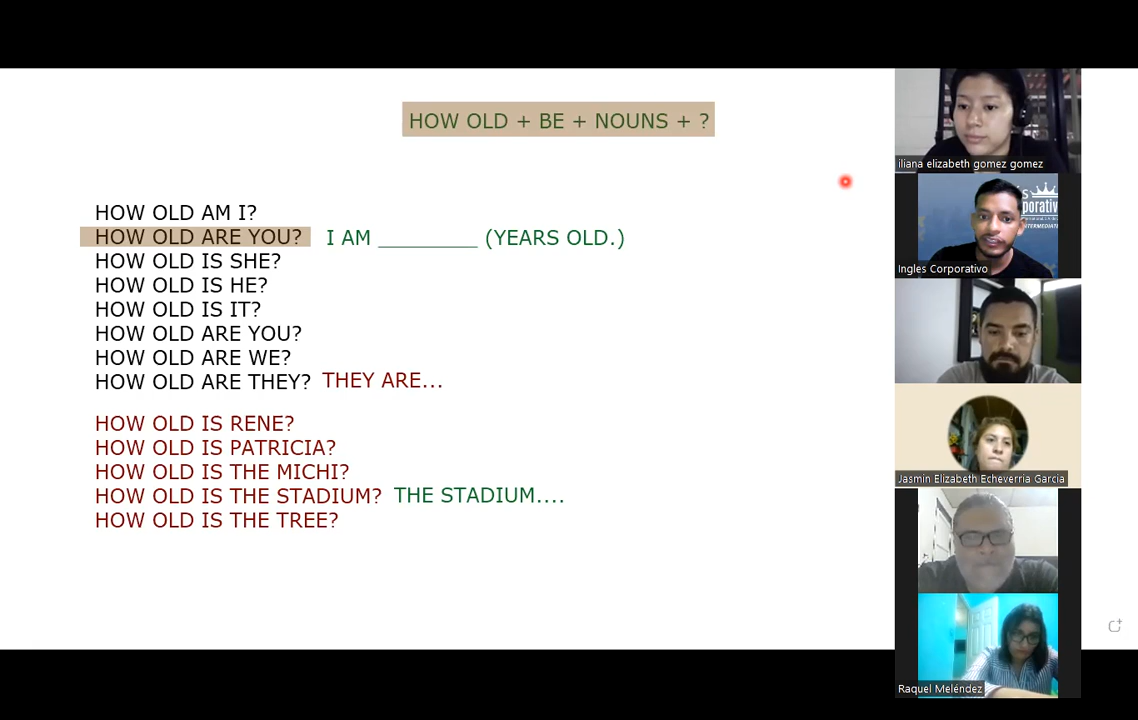 HOW OLD + BE + NOUNS + ?
HOW OLD AM I?
HOW OLD ARE YOU? I AM _________ (YEARS OLD.)
HOW OLD IS SHE?
HOW OLD IS HE?
HOW OLD IS IT?
HOW OLD ARE YOU?
HOW OLD ARE WE?
HOW OLD ARE THEY? THEY ARE...
HOW OLD IS RENE?
HOW OLD IS PATRICIA?
HOW OLD IS THE MICHI?
HOW OLD IS THE STADIUM? THE STADIUM....
HOW OLD IS THE TREE?
iliana elizabeth gomez gomez
Ingles Corporativo
Jasmin Elizabeth Echeverria Garcia
Raquel Meléndez